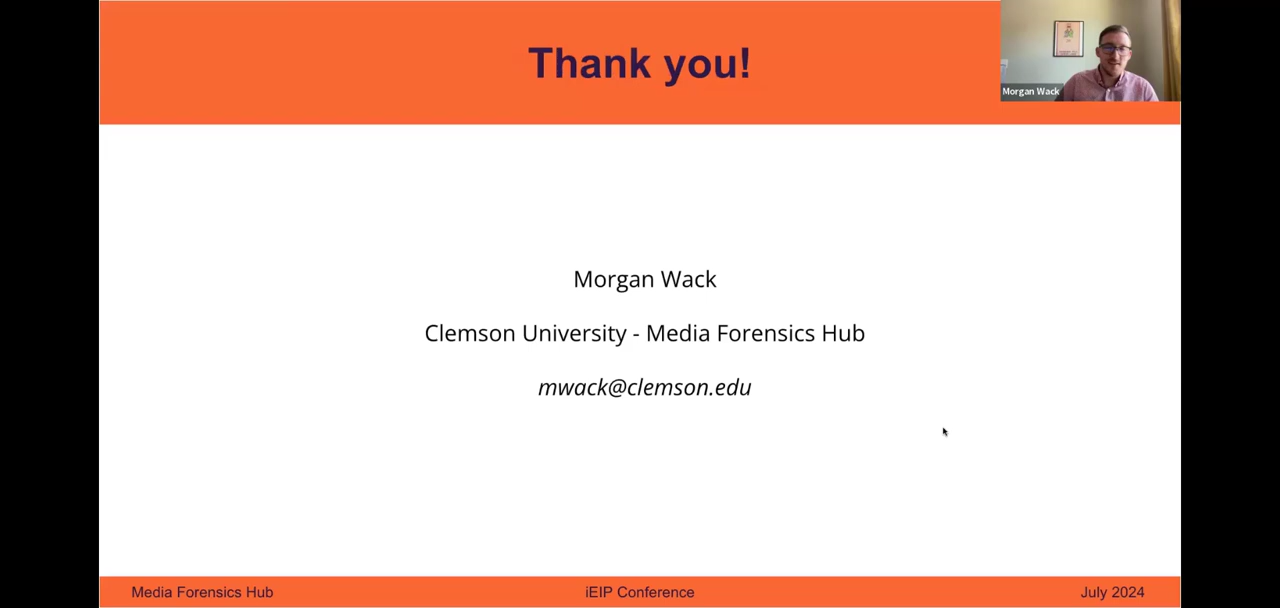 Thank you!
Morgan Wack
Morgan Wack
Clemson University - Media Forensics Hub
mwack@clemson.edu
Media Forensics Hub
iEIP Conference
July 2024